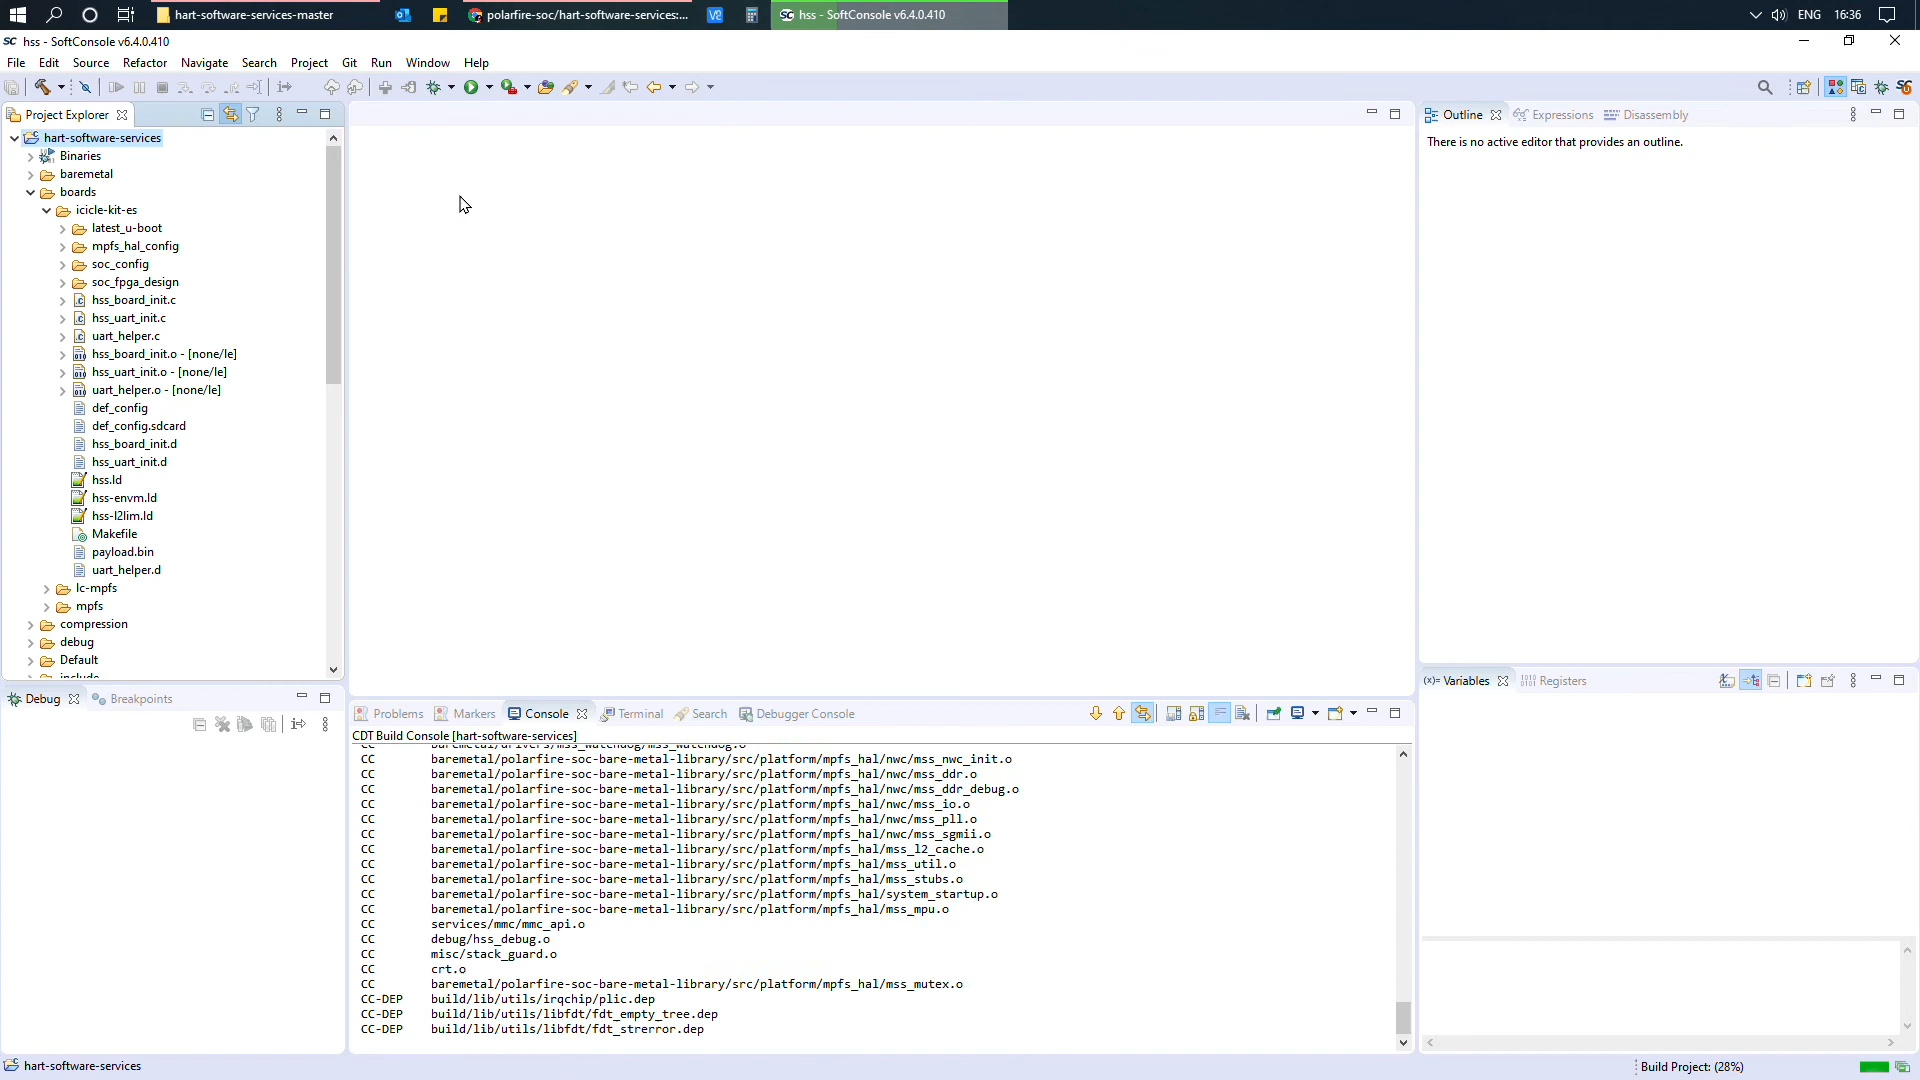 hart-software-services-master
polarfire-soc/hart-software-services:...
hss - SoftConsole v6.4.0.410
ENG
16:36
SC hss - SoftConsole v6.4.0.410
File Edit Source Refactor Navigate Search Project Git Run Window Help
Project Explorer
hart-software-services
Binaries
baremetal
boards
icicle-kit-es
latest_u-boot
mpfs_hal_config
soc_config
soc_fpga_design
hss_board_init.c
hss_uart_init.c
uart_helper.c
hss_board_init.o - [none/le]
hss_uart_init.o - [none/le]
uart_helper.o - [none/le]
def_config
def_config.sdcard
hss_board_init.d
hss_uart_init.d
hss.ld
hss-envm.ld
hss-l2lim.ld
Makefile
payload.bin
uart_helper.d
lc-mpfs
mpfs
compression
debug
Default
include
Debug Breakpoints
Problems Markers Console Terminal Search Debugger Console
CDT Build Console [hart-software-services]
CC baremetal/drivers/mss_watchdog/mss_watchdog.o
CC baremetal/polarfire-soc-bare-metal-library/src/platform/mpfs_hal/nwc/mss_nwc_init.o
CC baremetal/polarfire-soc-bare-metal-library/src/platform/mpfs_hal/nwc/mss_ddr.o
CC baremetal/polarfire-soc-bare-metal-library/src/platform/mpfs_hal/nwc/mss_ddr_debug.o
CC baremetal/polarfire-soc-bare-metal-library/src/platform/mpfs_hal/nwc/mss_io.o
CC baremetal/polarfire-soc-bare-metal-library/src/platform/mpfs_hal/nwc/mss_pll.o
CC baremetal/polarfire-soc-bare-metal-library/src/platform/mpfs_hal/nwc/mss_sgmii.o
CC baremetal/polarfire-soc-bare-metal-library/src/platform/mpfs_hal/mss_l2_cache.o
CC baremetal/polarfire-soc-bare-metal-library/src/platform/mpfs_hal/mss_util.o
CC baremetal/polarfire-soc-bare-metal-library/src/platform/mpfs_hal/mss_stubs.o
CC baremetal/polarfire-soc-bare-metal-library/src/platform/mpfs_hal/system_startup.o
CC baremetal/polarfire-soc-bare-metal-library/src/platform/mpfs_hal/mss_mpu.o
CC services/mmc/mmc_api.o
CC debug/hss_debug.o
CC misc/stack_guard.o
CC crt.o
CC baremetal/polarfire-soc-bare-metal-library/src/platform/mpfs_hal/mss_mutex.o
CC-DEP build/lib/utils/irqchip/plic.dep
CC-DEP build/lib/utils/libfdt/fdt_empty_tree.dep
CC-DEP build/lib/utils/libfdt/fdt_strerror.dep
Outline Expressions Disassembly
There is no active editor that provides an outline.
(x)= Variables Registers
hart-software-services
Build Project: (28%)